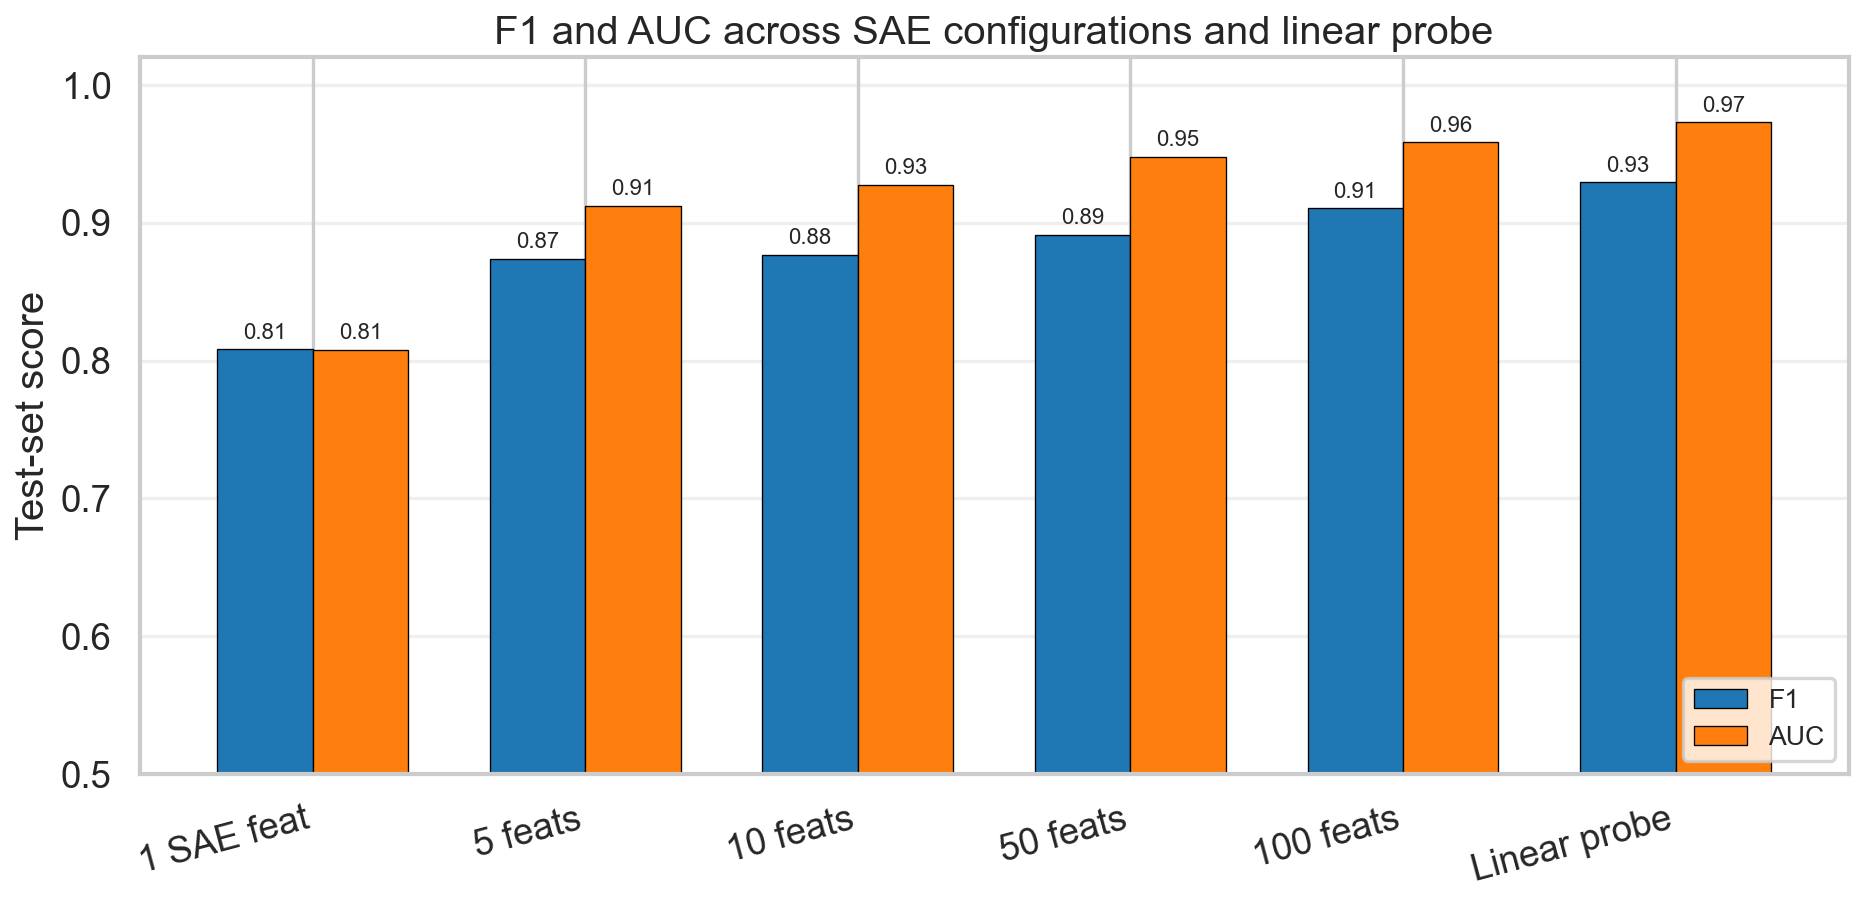 F1 and AUC across SAE configurations and linear probe
Test-set score
1.0
0.9
0.8
0.7
0.6
0.5
0.81
0.81
0.87
0.91
0.88
0.93
0.89
0.95
0.91
0.96
0.93
0.97
F1
AUC
1 SAE feat
5 feats
10 feats
50 feats
100 feats
Linear probe